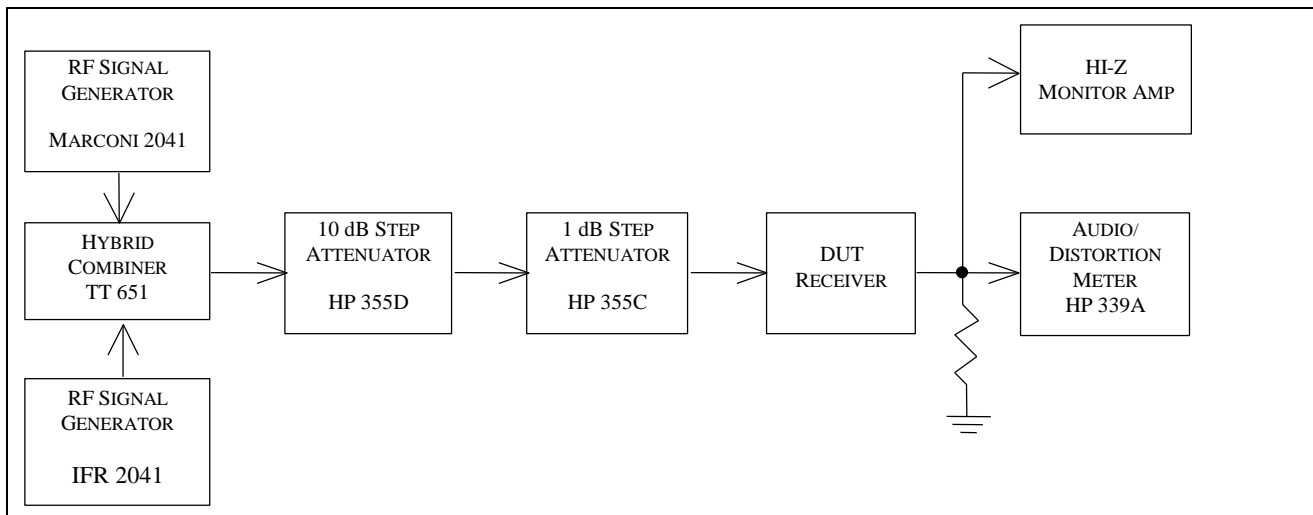 RF SIGNAL
GENERATOR
MARCONI 2041
HYBRID
COMBINER
TT 651
RF SIGNAL
GENERATOR
IFR 2041
10 dB STEP
ATTENUATOR
HP 355D
1 dB STEP
ATTENUATOR
HP 355C
DUT
RECEIVER
HI-Z
MONITOR AMP
AUDIO/
DISTORTION
METER
HP 339A